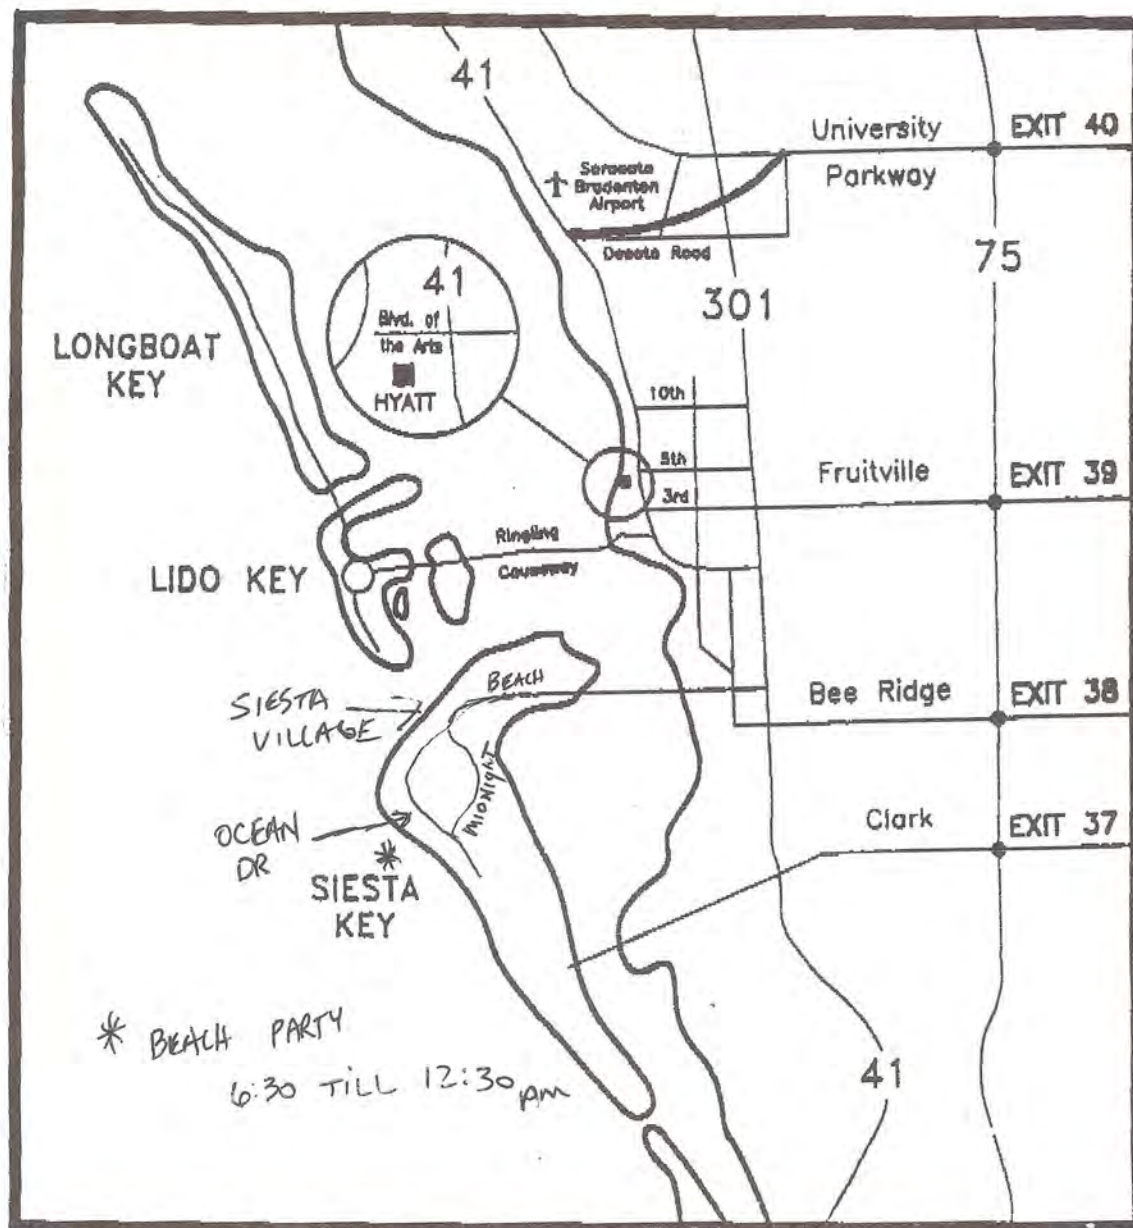 41
University
EXIT 40
Parkway
Sarasota
Bradenton
Airport
Desota Road
75
301
41
Blvd. of
the Arts
HYATT
LONGBOAT
KEY
10th
5th
3rd
Fruitville
EXIT 39
Ringling
Causeway
LIDO KEY
BEACH
SIESTA
VILLAGE
MIDNIGHT
Bee Ridge
EXIT 38
Clark
EXIT 37
OCEAN
DR
* SIESTA
KEY
* BEACH PARTY
6:30 TILL 12:30 pm
41